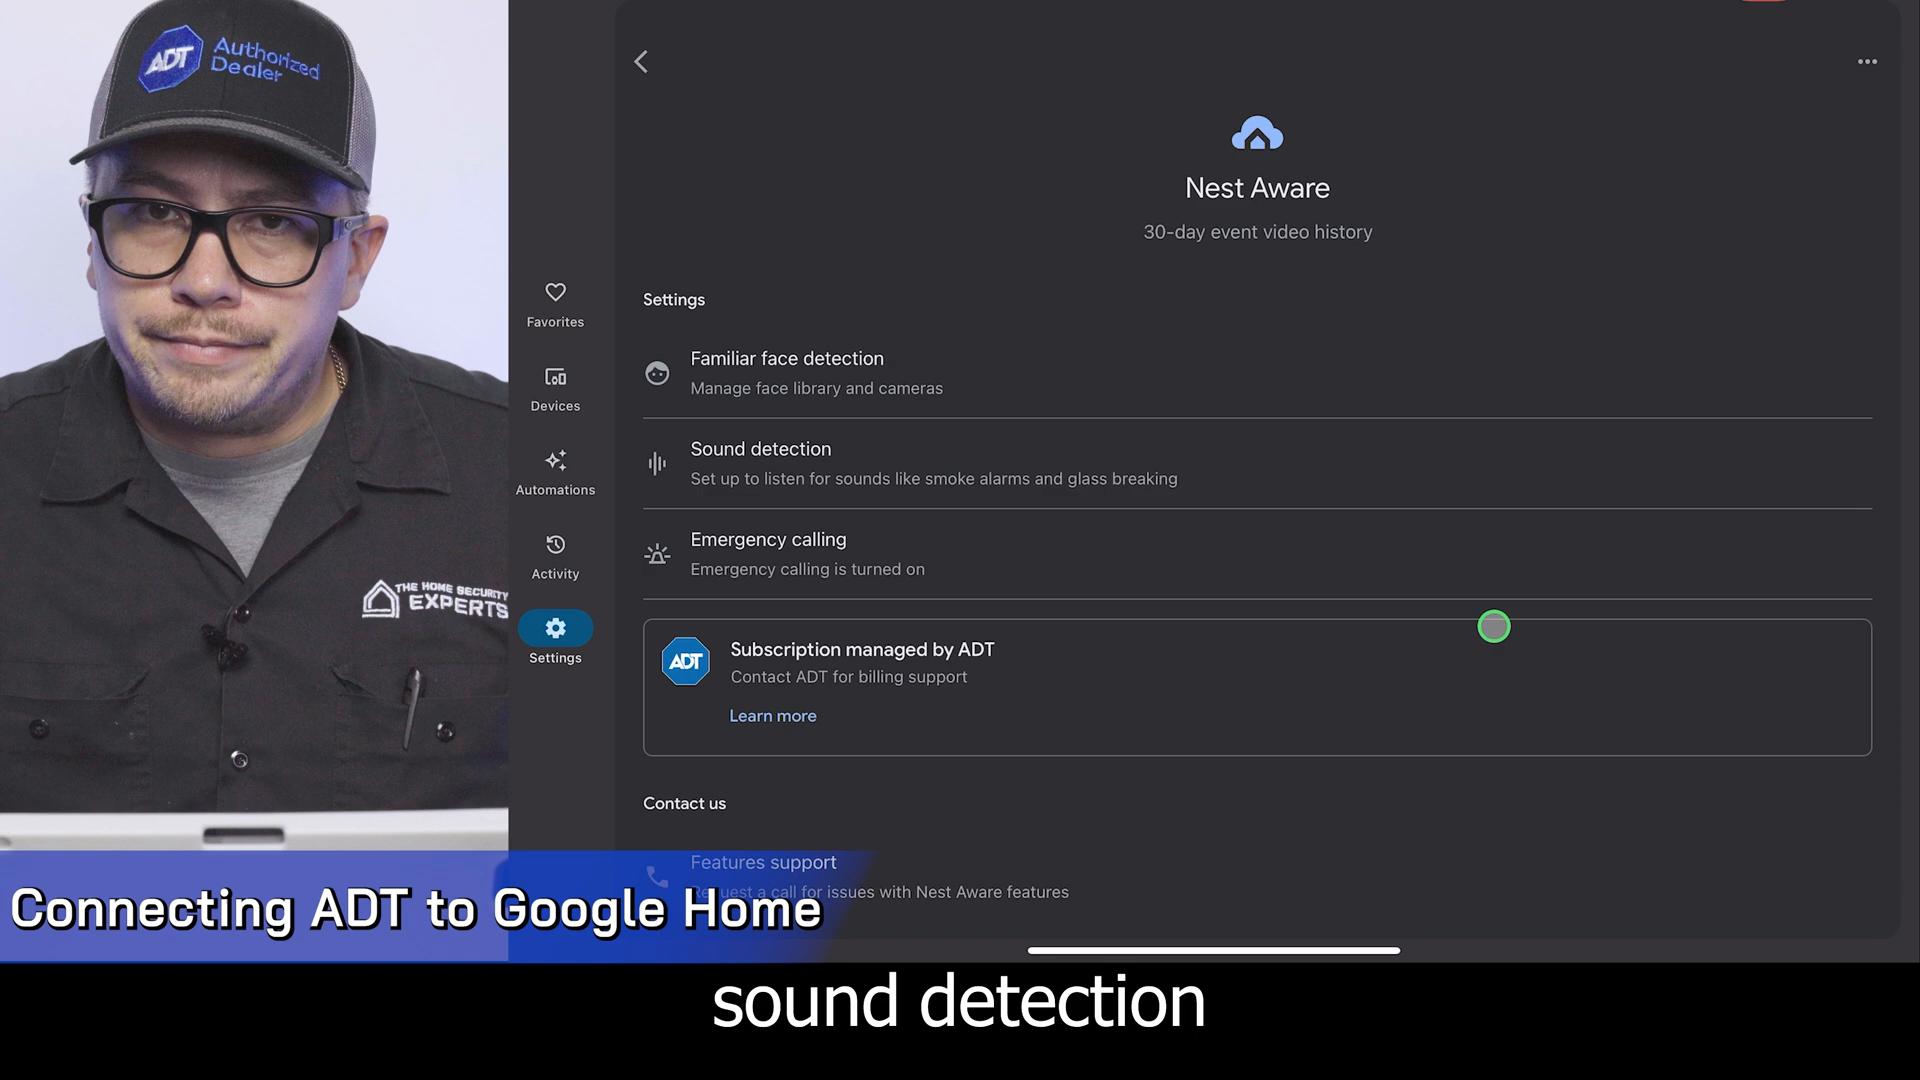 ADT
Authorized
Dealer
THE HOME SECURITY
EXPERTS
Favorites
Devices
Automations
Activity
Settings
Nest Aware
30-day event video history
Settings
Familiar face detection
Manage face library and cameras
Sound detection
Set up to listen for sounds like smoke alarms and glass breaking
Emergency calling
Emergency calling is turned on
ADT
Subscription managed by ADT
Contact ADT for billing support
Learn more
Contact us
Features support
Request a call for issues with Nest Aware features
Connecting ADT to Google Home
sound detection